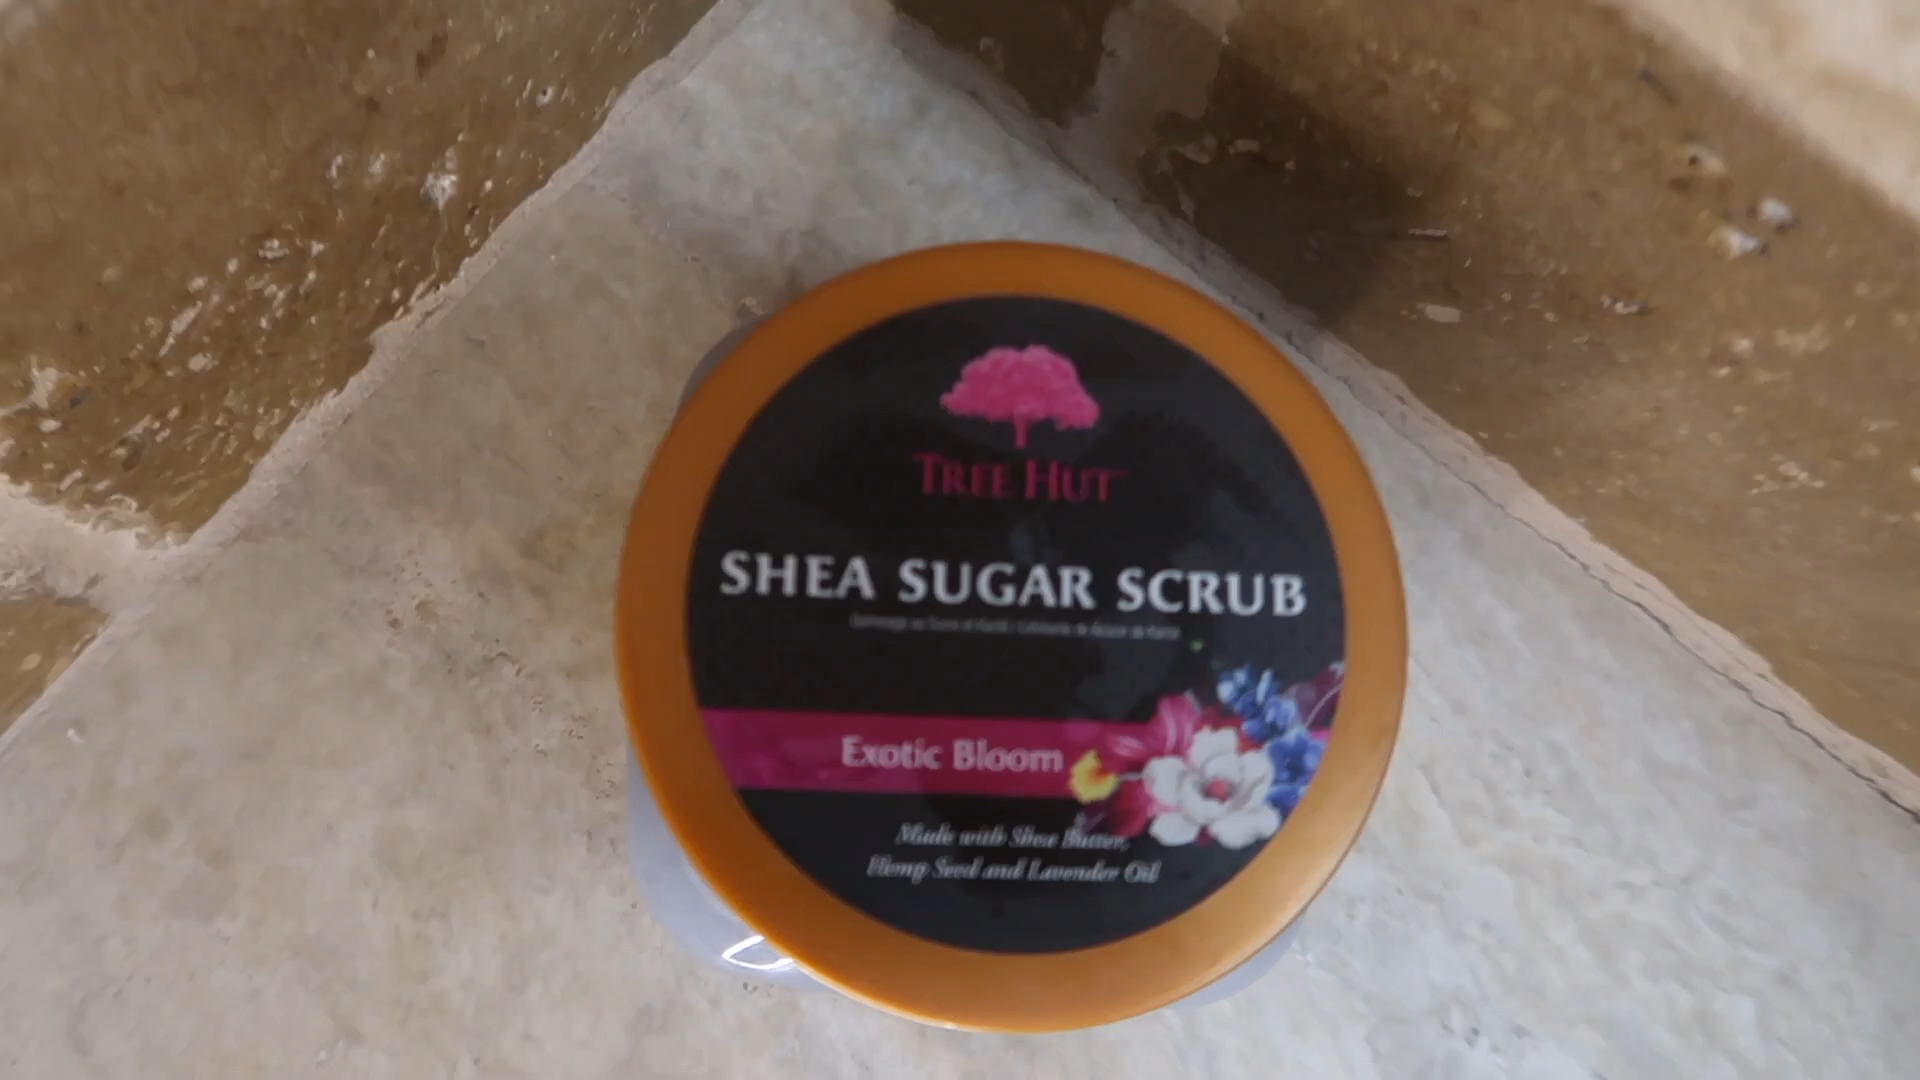 TREE HUT
SHEA SUGAR SCRUB
Exotic Bloom
Made with Shea Butter,
Hemp Seed and Lavender Oil